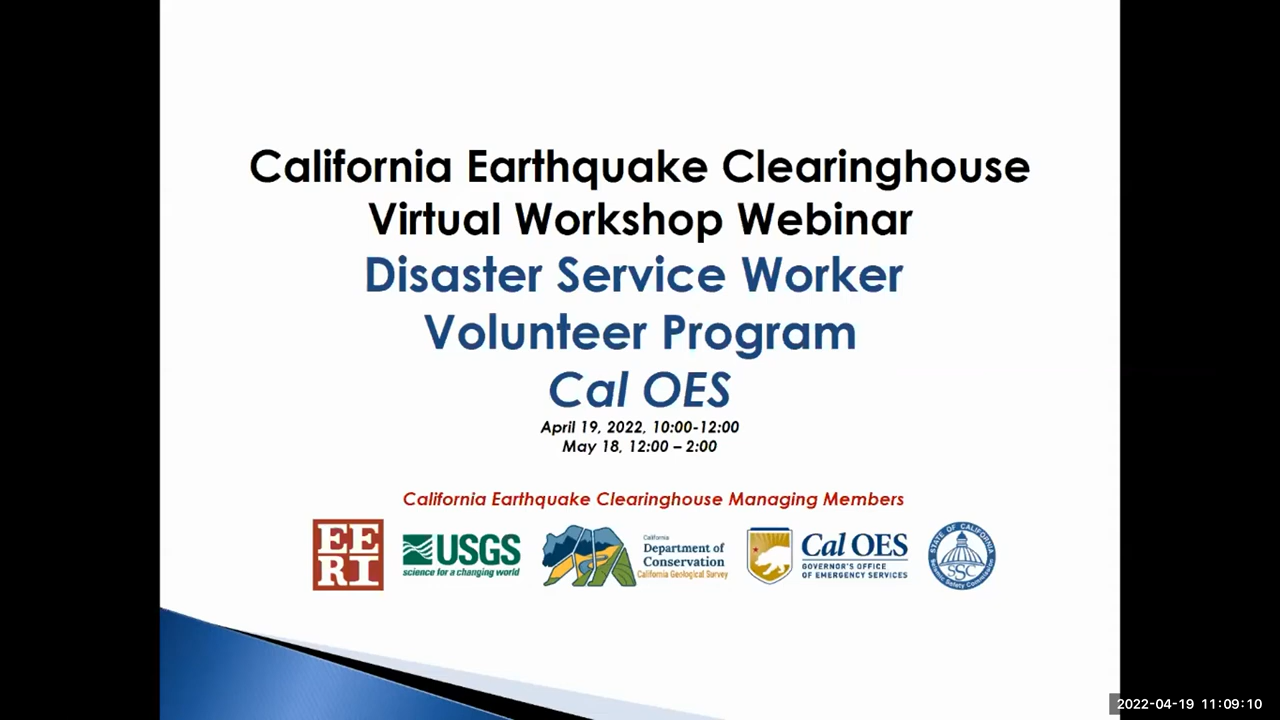 California Earthquake Clearinghouse
Virtual Workshop Webinar
Disaster Service Worker
Volunteer Program
Cal OES
April 19, 2022, 10:00-12:00
May 18, 12:00 – 2:00
California Earthquake Clearinghouse Managing Members
EE
RI
USGS
science for a changing world
California
Department of
Conservation
California Geological Survey
Cal OES
GOVERNOR'S OFFICE
OF EMERGENCY SERVICES
STATE OF CALIFORNIA
SSC
Seismic Safety Commission
2022-04-19 11:09:10